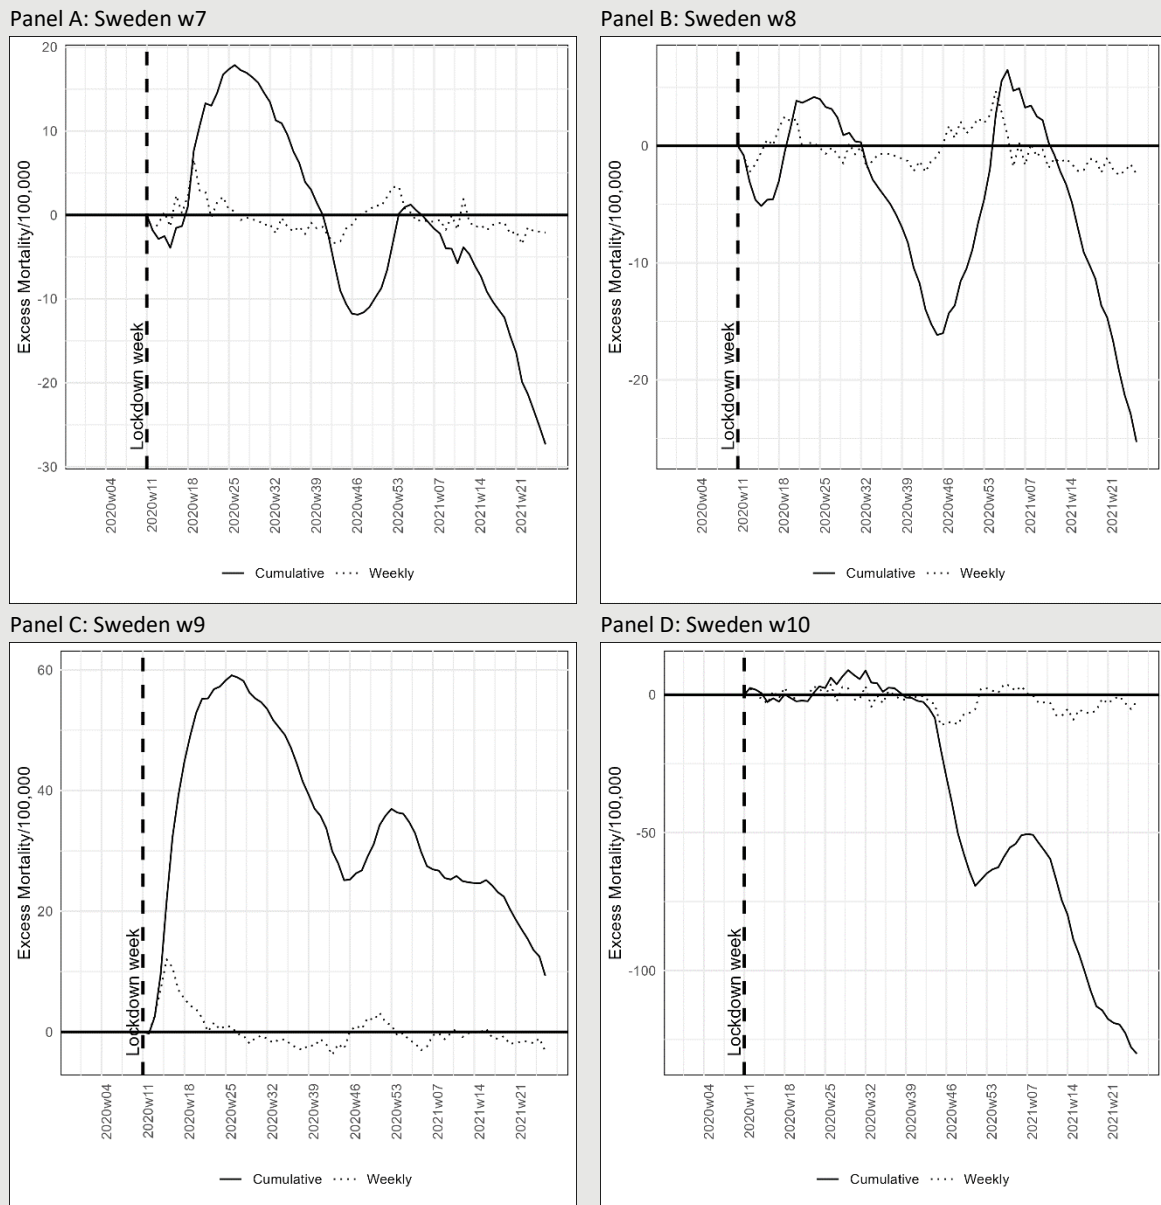 Panel A: Sweden w7
Excess Mortality/100,000
20
10
0
-10
-20
-30
Lockdown week
2020w04
2020w11
2020w18
2020w25
2020w32
2020w39
2020w46
2020w53
2021w07
2021w14
2021w21
Cumulative Weekly
Panel B: Sweden w8
Excess Mortality/100,000
0
-10
-20
Lockdown week
2020w04
2020w11
2020w18
2020w25
2020w32
2020w39
2020w46
2020w53
2021w07
2021w14
2021w21
Cumulative Weekly
Panel C: Sweden w9
Excess Mortality/100,000
60
40
20
0
Lockdown week
2020w04
2020w11
2020w18
2020w25
2020w32
2020w39
2020w46
2020w53
2021w07
2021w14
2021w21
Cumulative Weekly
Panel D: Sweden w10
Excess Mortality/100,000
0
-50
-100
Lockdown week
2020w04
2020w11
2020w18
2020w25
2020w32
2020w39
2020w46
2020w53
2021w07
2021w14
2021w21
Cumulative Weekly